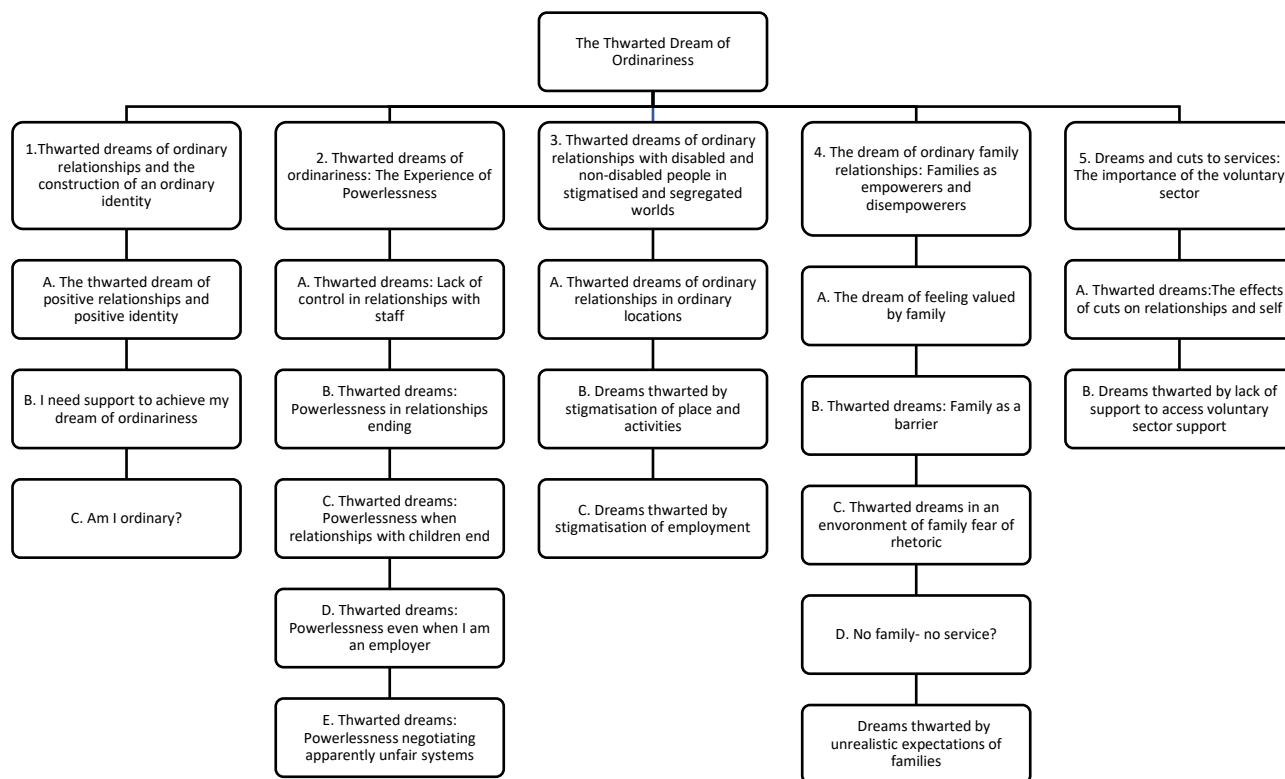 The Thwarted Dream of
Ordinariness
1.Thwarted dreams of ordinary
relationships and the
construction of an ordinary
identity
A. The thwarted dream of
positive relationships and
positive identity
B. I need support to achieve my
dream of ordinariness
C. Am I ordinary?
2. Thwarted dreams of
ordinariness: The Experience of
Powerlessness
A. Thwarted dreams: Lack of
control in relationships with
staff
B. Thwarted dreams:
Powerlessness in relationships
ending
C. Thwarted dreams:
Powerlessness when
relationships with children end
D. Thwarted dreams:
Powerlessness even when I am
an employer
E. Thwarted dreams:
Powerlessness negotiating
apparently unfair systems
3. Thwarted dreams of ordinary
relationships with disabled and
non-disabled people in
stigmatised and segregated
worlds
A. Thwarted dreams of ordinary
relationships in ordinary
locations
B. Dreams thwarted by
stigmatisation of place and
activities
C. Dreams thwarted by
stigmatisation of employment
4. The dream of ordinary family
relationships: Families as
empowerers and
disempowerers
A. The dream of feeling valued
by family
B. Thwarted dreams: Family as a
barrier
C. Thwarted dreams in an
envoronment of family fear of
rhetoric
D. No family- no service?
Dreams thwarted by
unrealistic expectations of
families
5. Dreams and cuts to services:
The importance of the voluntary
sector
A. Thwarted dreams:The effects
of cuts on relationships and self
B. Dreams thwarted by lack of
support to access voluntary
sector support